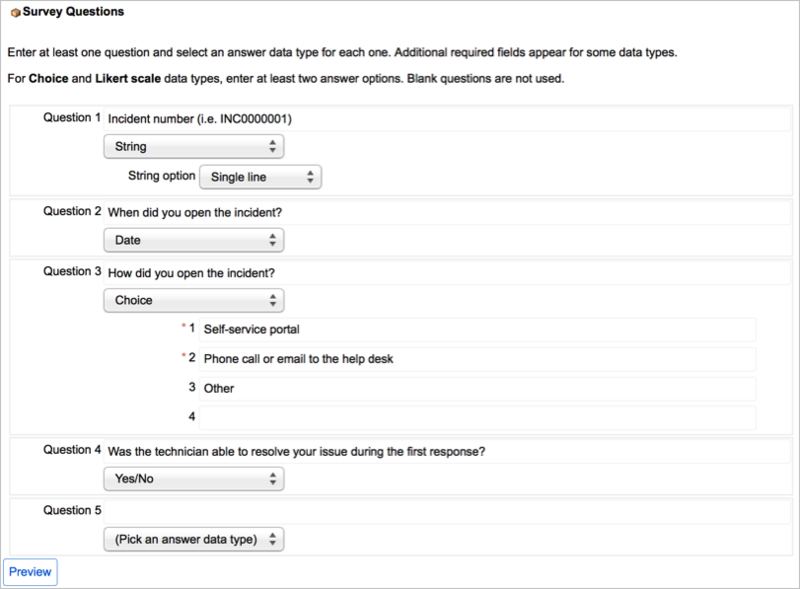 Survey Questions
Enter at least one question and select an answer data type for each one. Additional required fields appear for some data types.
For Choice and Likert scale data types, enter at least two answer options. Blank questions are not used.
Question 1 Incident number (i.e. INC0000001)
String
String option Single line
Question 2 When did you open the incident?
Date
Question 3 How did you open the incident?
Choice
* 1 Self-service portal
* 2 Phone call or email to the help desk
3 Other
4
Question 4 Was the technician able to resolve your issue during the first response?
Yes/No
Question 5
(Pick an answer data type)
Preview